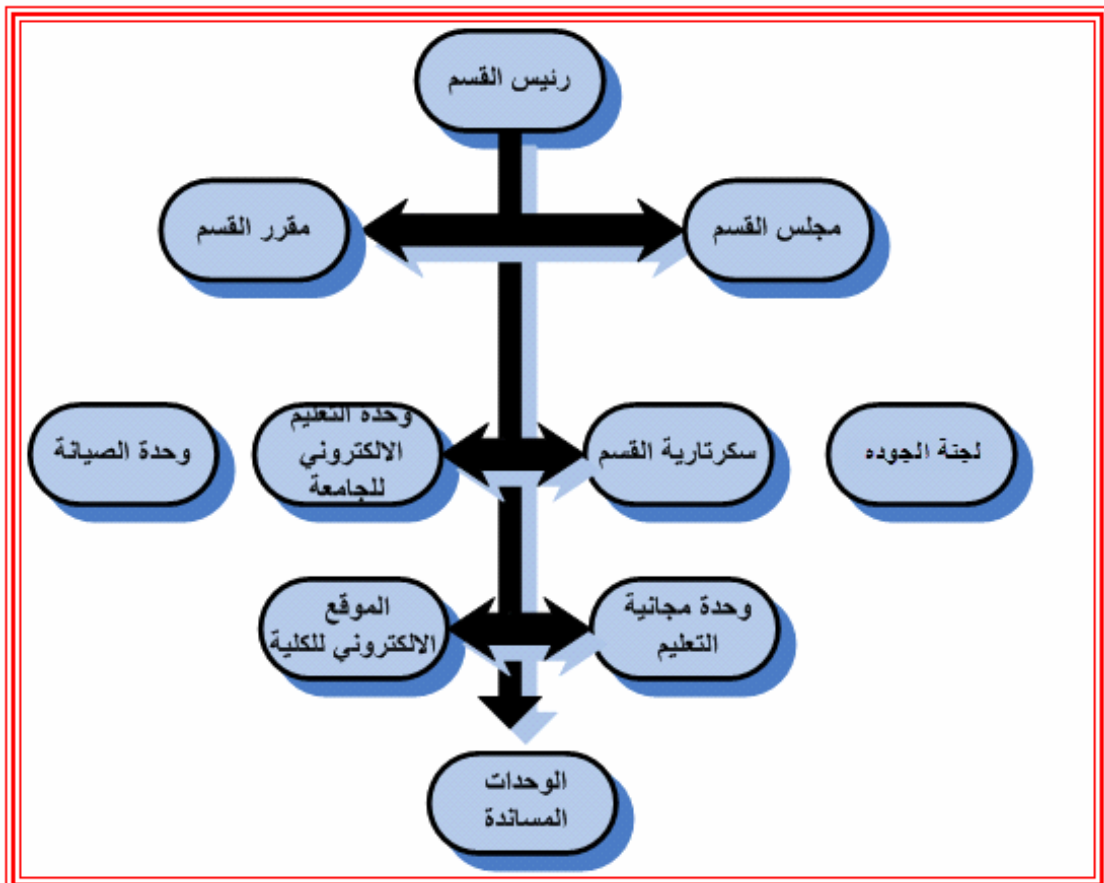 رئيس القسم
مجلس القسم
مقرر القسم
لجنة الجوده
سكرتارية القسم
وحدة التعليم
الالكتروني
للجامعة
وحدة الصيانة
وحدة مجانية
التعليم
الموقع
الالكتروني للكلية
الوحدات
المساندة